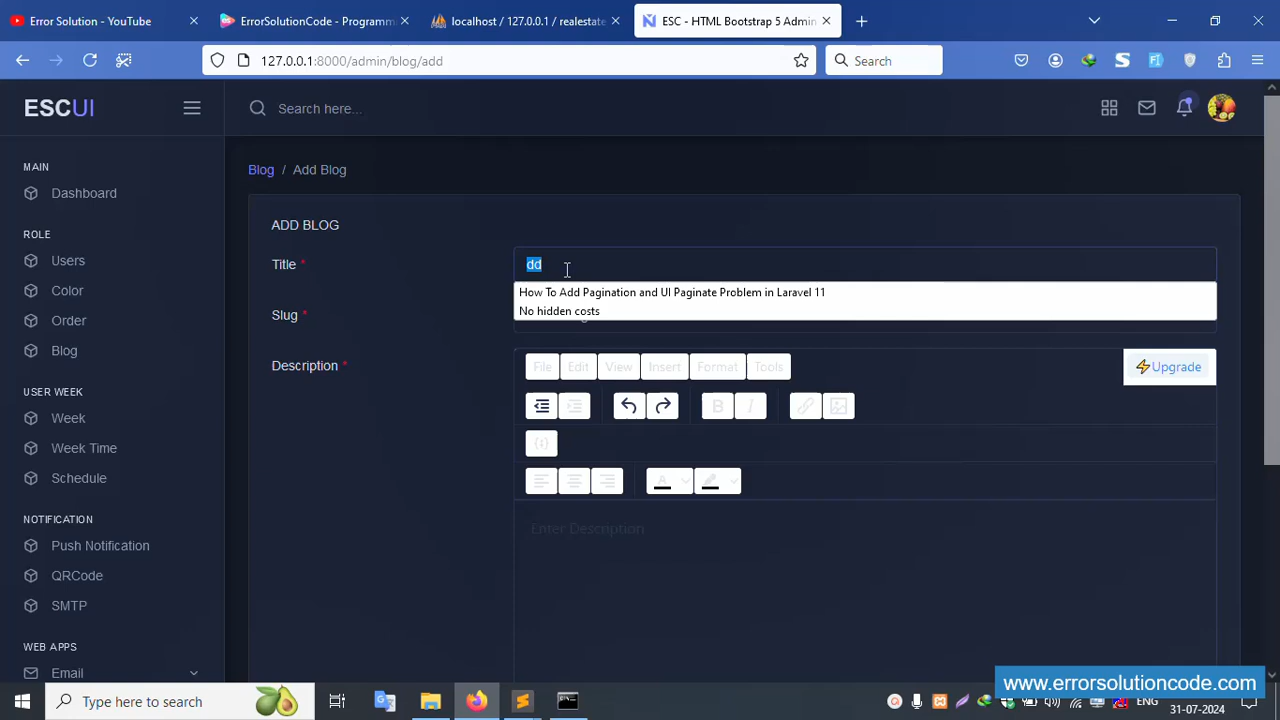 Error Solution - YouTube
ErrorSolutionCode - Programm
localhost / 127.0.0.1 / realestate
ESC - HTML Bootstrap 5 Admin
127.0.0.1:8000/admin/blog/add
Search
ESCUI
Search here...
MAIN
Dashboard
ROLE
Users
Color
Order
Blog
USER WEEK
Week
Week Time
Schedule
NOTIFICATION
Push Notification
QRCode
SMTP
WEB APPS
Email
Blog / Add Blog
ADD BLOG
Title *
dd
How To Add Pagination and UI Paginate Problem in Laravel 11
No hidden costs
Slug *
Description *
File Edit View Insert Format Tools
Upgrade
B I
A
Enter Description
www.errorsolutioncode.com
Type here to search
ENG
31-07-2024